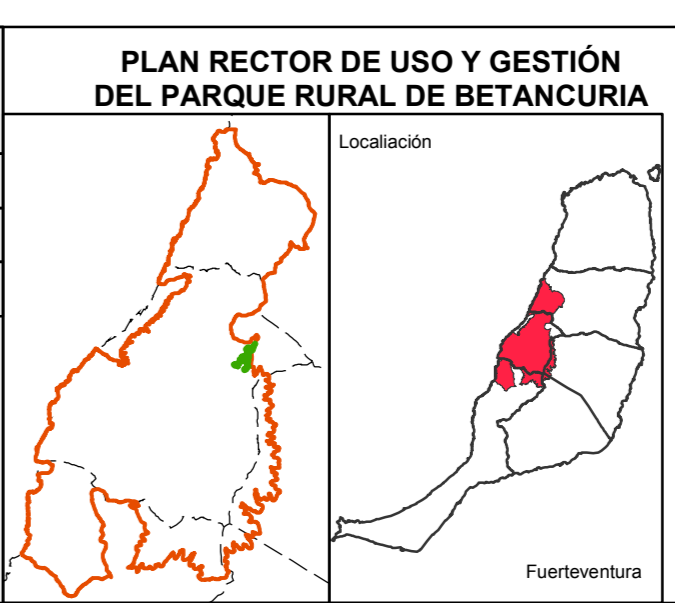 PLAN RECTOR DE USO Y GESTIÓN
DEL PARQUE RURAL DE BETANCURIA
Localiación
Fuerteventura